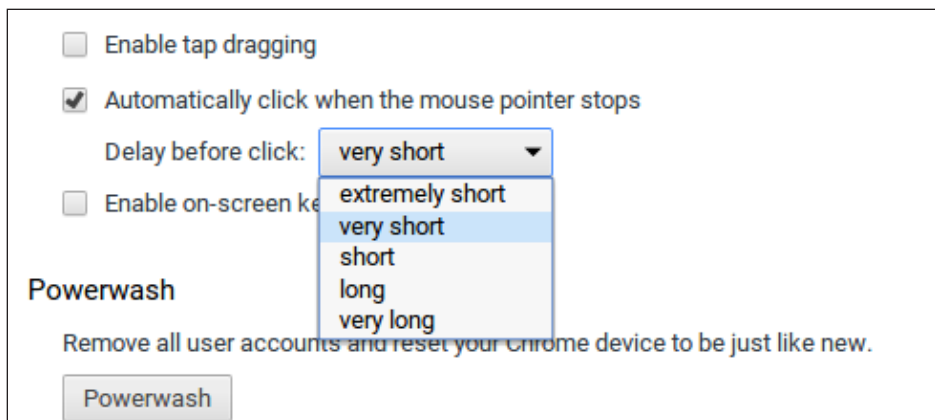 Enable tap dragging
Automatically click when the mouse pointer stops
Delay before click: very short
extremely short
Enable on-screen
very short
short
long
Powerwash
very long
Remove all user accounts and reset your Chrome device to be just like new.
Powerwash